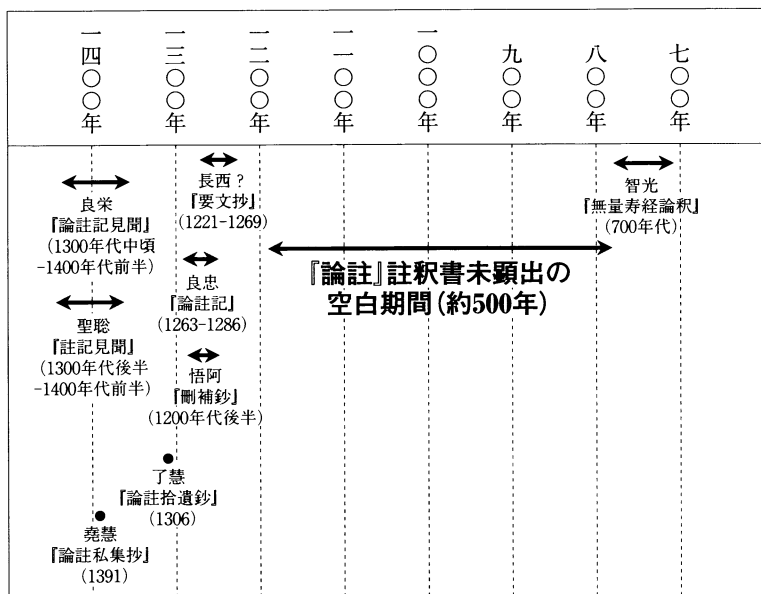 七〇〇年
八〇〇年
九〇〇年
一〇〇〇年
一一〇〇年
一二〇〇年
一三〇〇年
一四〇〇年
智光
『無量寿経論釈』
(700年代)
『論註』註釈書未顕出の
空白期間(約500年)
長西?
『要文抄』
(1221-1269)
良忠
『論註記』
(1263-1286)
悟阿
『刪補鈔』
(1200年代後半)
了慧
『論註拾遺鈔』
(1306)
良栄
『論註記見聞』
(1300年代中頃
-1400年代前半)
聖聡
『註記見聞』
(1300年代後半
-1400年代前半)
堯慧
『論註私集抄』
(1391)